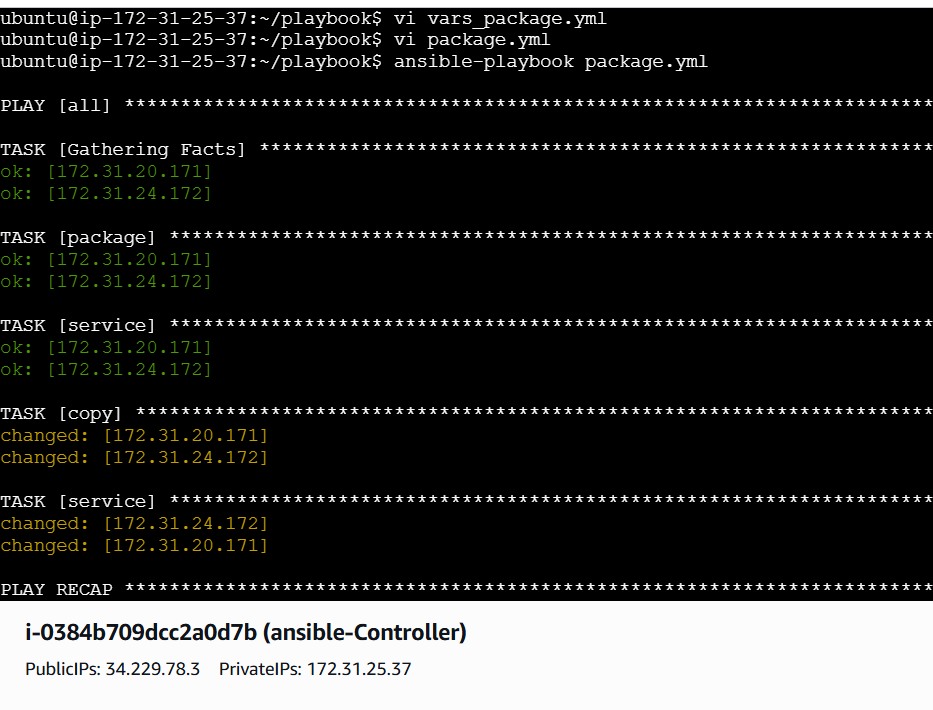 ubuntu@ip-172-31-25-37:~/playbook$ vi vars_package.yml
ubuntu@ip-172-31-25-37:~/playbook$ vi package.yml
ubuntu@ip-172-31-25-37:~/playbook$ ansible-playbook package.yml
PLAY [all] ************************************************************************
TASK [Gathering Facts] ************************************************************
ok: [172.31.20.171]
ok: [172.31.24.172]
TASK [package] ********************************************************************
ok: [172.31.20.171]
ok: [172.31.24.172]
TASK [service] ********************************************************************
ok: [172.31.20.171]
ok: [172.31.24.172]
TASK [copy] ***********************************************************************
changed: [172.31.20.171]
changed: [172.31.24.172]
TASK [service] ********************************************************************
changed: [172.31.24.172]
changed: [172.31.20.171]
PLAY RECAP ************************************************************************
i-0384b709dcc2a0d7b (ansible-Controller)
PublicIPs: 34.229.78.3 PrivateIPs: 172.31.25.37